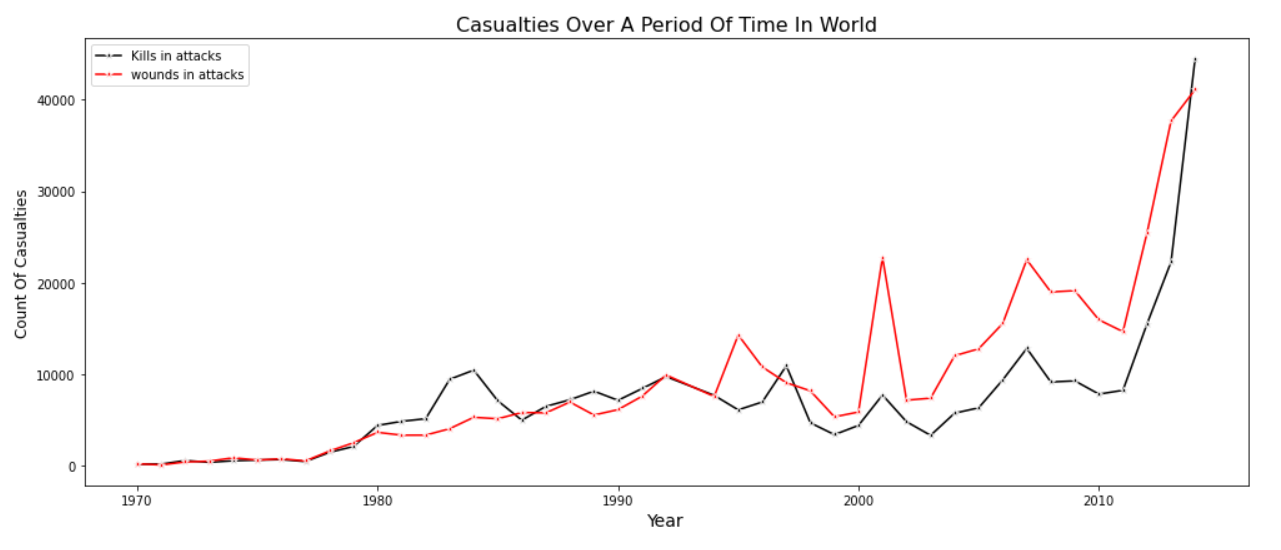 Casualties Over A Period Of Time In World
Kills in attacks
wounds in attacks
Count Of Casualties
40000
30000
20000
10000
0
1970
1980
1990
2000
2010
Year